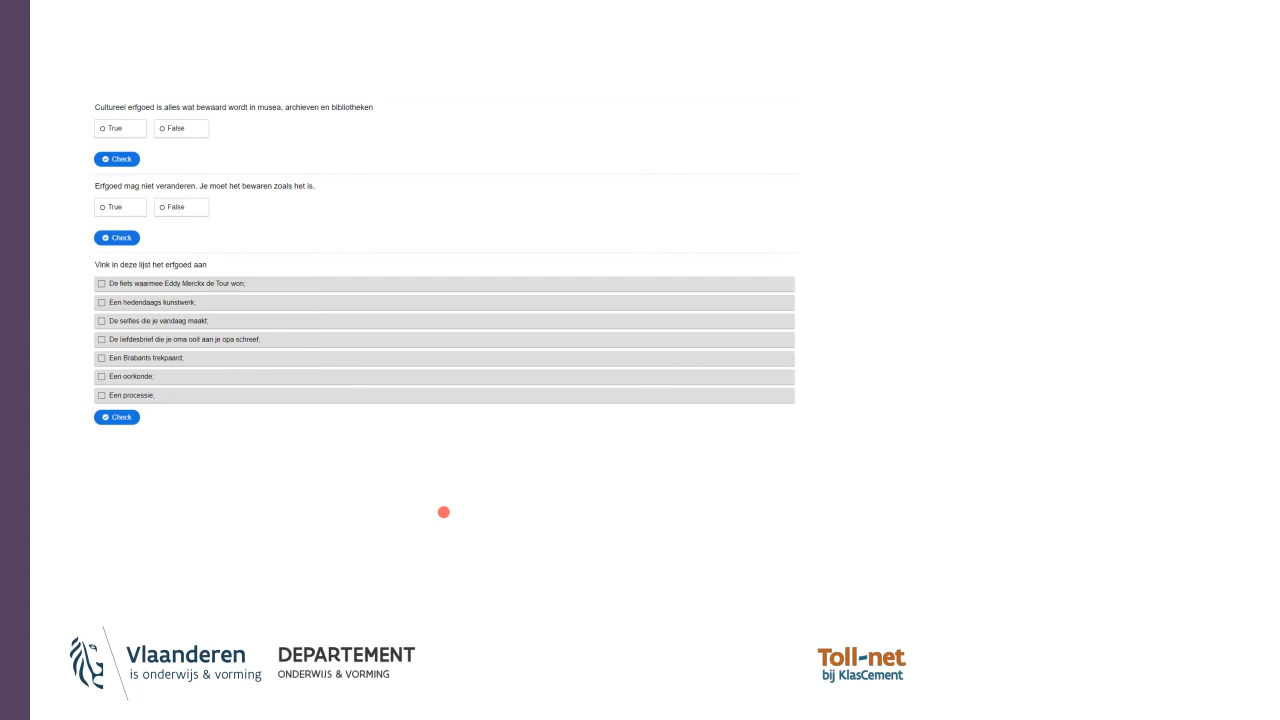 Cultureel erfgoed is alles wat bewaard wordt in musea, archieven en bibliotheken
True
False
Check
Erfgoed mag niet veranderen. Je moet het bewaren zoals het is.
True
False
Check
Vink in deze lijst het erfgoed aan
De fiets waarmee Eddy Merckx de Tour won;
Een hedendaags kunstwerk;
De selfies die je vandaag maakt;
De liefdesbrief die je oma ooit aan je opa schreef;
Een Brabants trekpaard;
Een oorkonde;
Een processie;
Check
Vlaanderen
is onderwijs & vorming
DEPARTEMENT
ONDERWIJS & VORMING
Toll-net
bij KlasCement